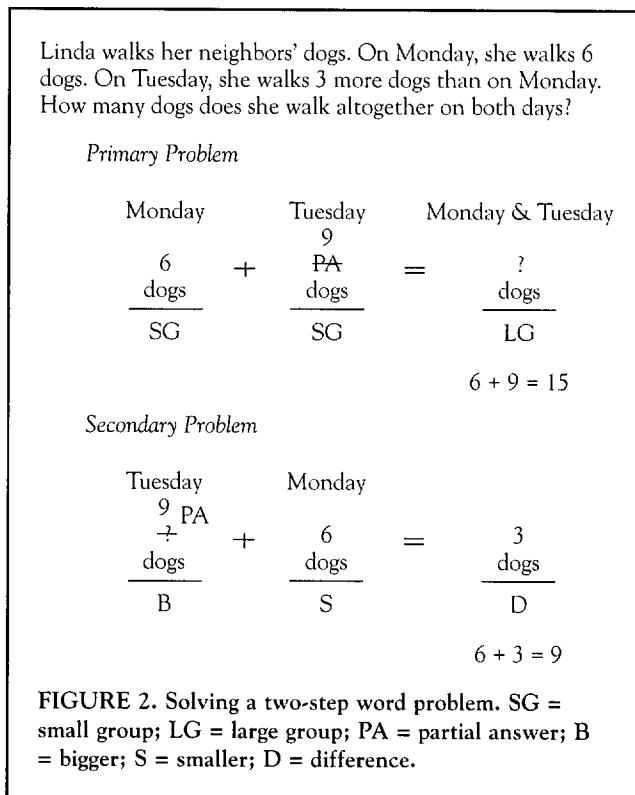 Linda walks her neighbors' dogs. On Monday, she walks 6
dogs. On Tuesday, she walks 3 more dogs than on Monday.
How many dogs does she walk altogether on both days?
Primary Problem
Monday Tuesday Monday & Tuesday
9
6 + PA = ?
dogs dogs dogs
SG SG LG
6 + 9 = 15
Secondary Problem
Tuesday Monday
9 PA
? + 6 = 3
dogs dogs dogs
B S D
6 + 3 = 9
FIGURE 2. Solving a two-step word problem. SG =
small group; LG = large group; PA = partial answer; B
= bigger; S = smaller; D = difference.